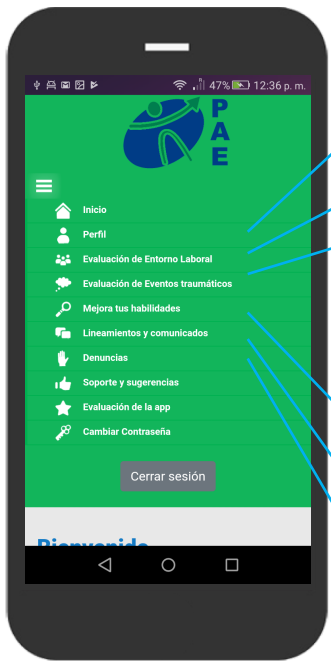 47% 12:36 p. m.
P
A
E
Inicio
Perfil
Evaluación de Entorno Laboral
Evaluación de Eventos traumáticos
Mejora tus habilidades
Lineamientos y comunicados
Denuncias
Soporte y sugerencias
Evaluación de la app
Cambiar Contraseña
Cerrar sesión